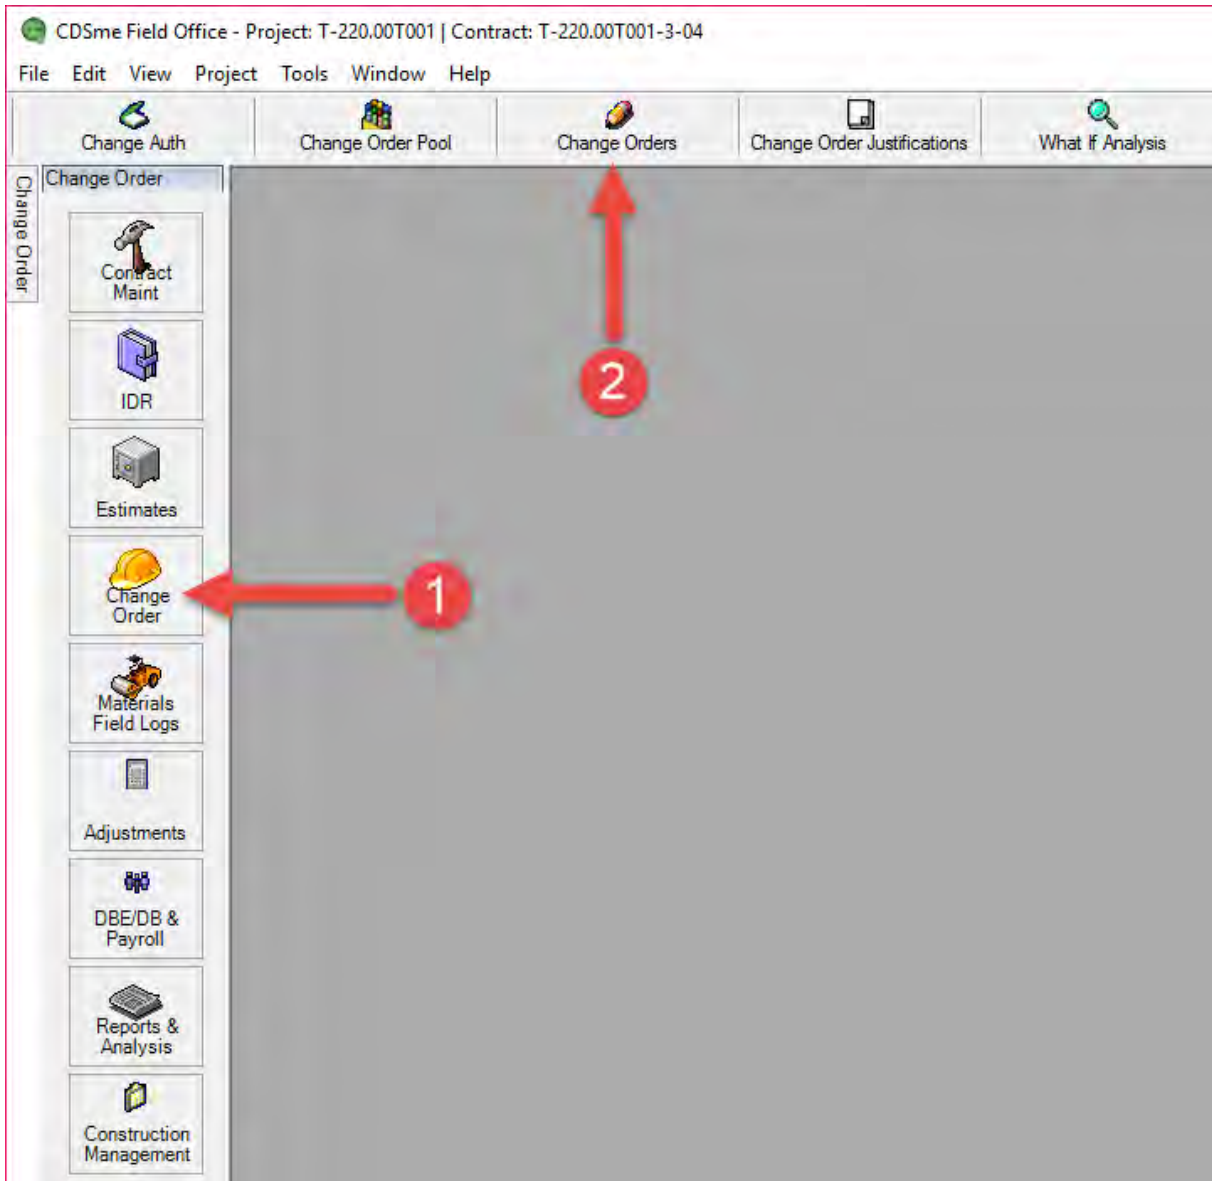 CDSme Field Office - Project: T-220.00T001 | Contract: T-220.00T001-3-04
File Edit View Project Tools Window Help
Change Auth Change Order Pool Change Orders Change Order Justifications What If Analysis
Change Order
Change Order
Contract
Maint
IDR
Estimates
Change
Order
Materials
Field Logs
Adjustments
DBE/DB &
Payroll
Reports &
Analysis
Construction
Management
2
1